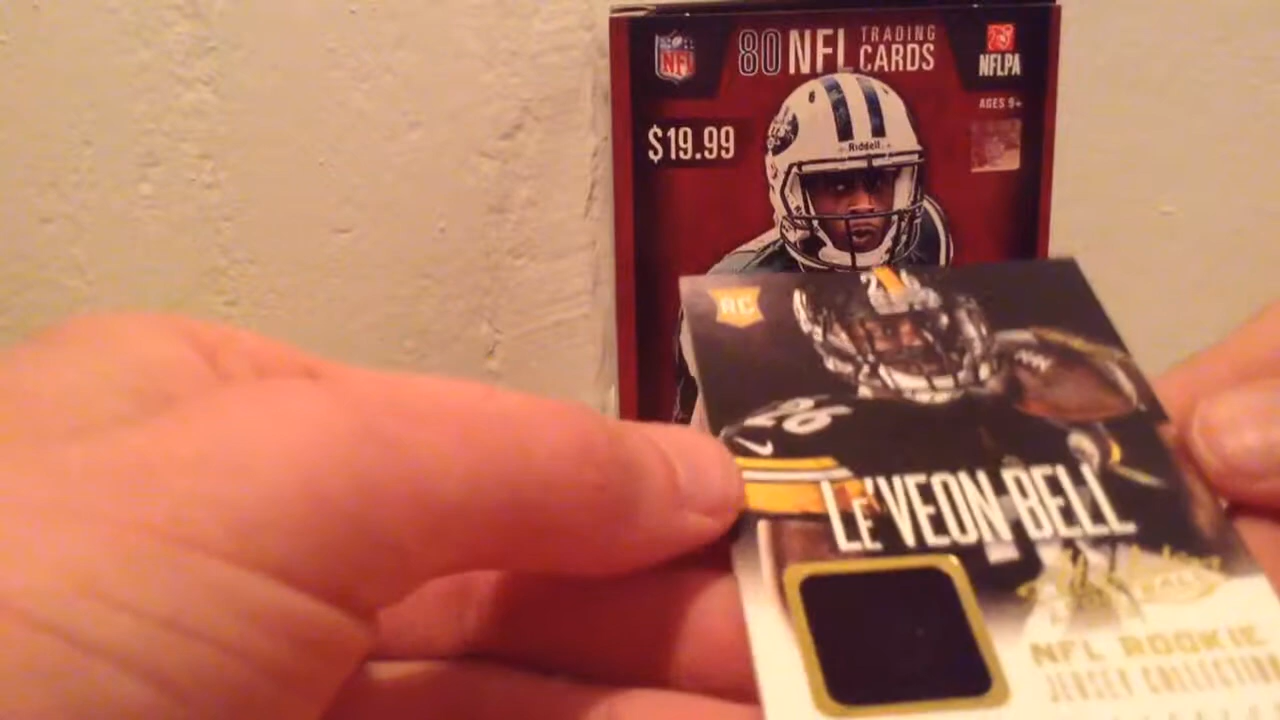 80 NFL TRADING CARDS
NFL
NFLPA
AGES 9+
$19.99
Riddell
RC
26
LE'VEON BELL
NFL ROOKIE
JERSEY COLLECTION